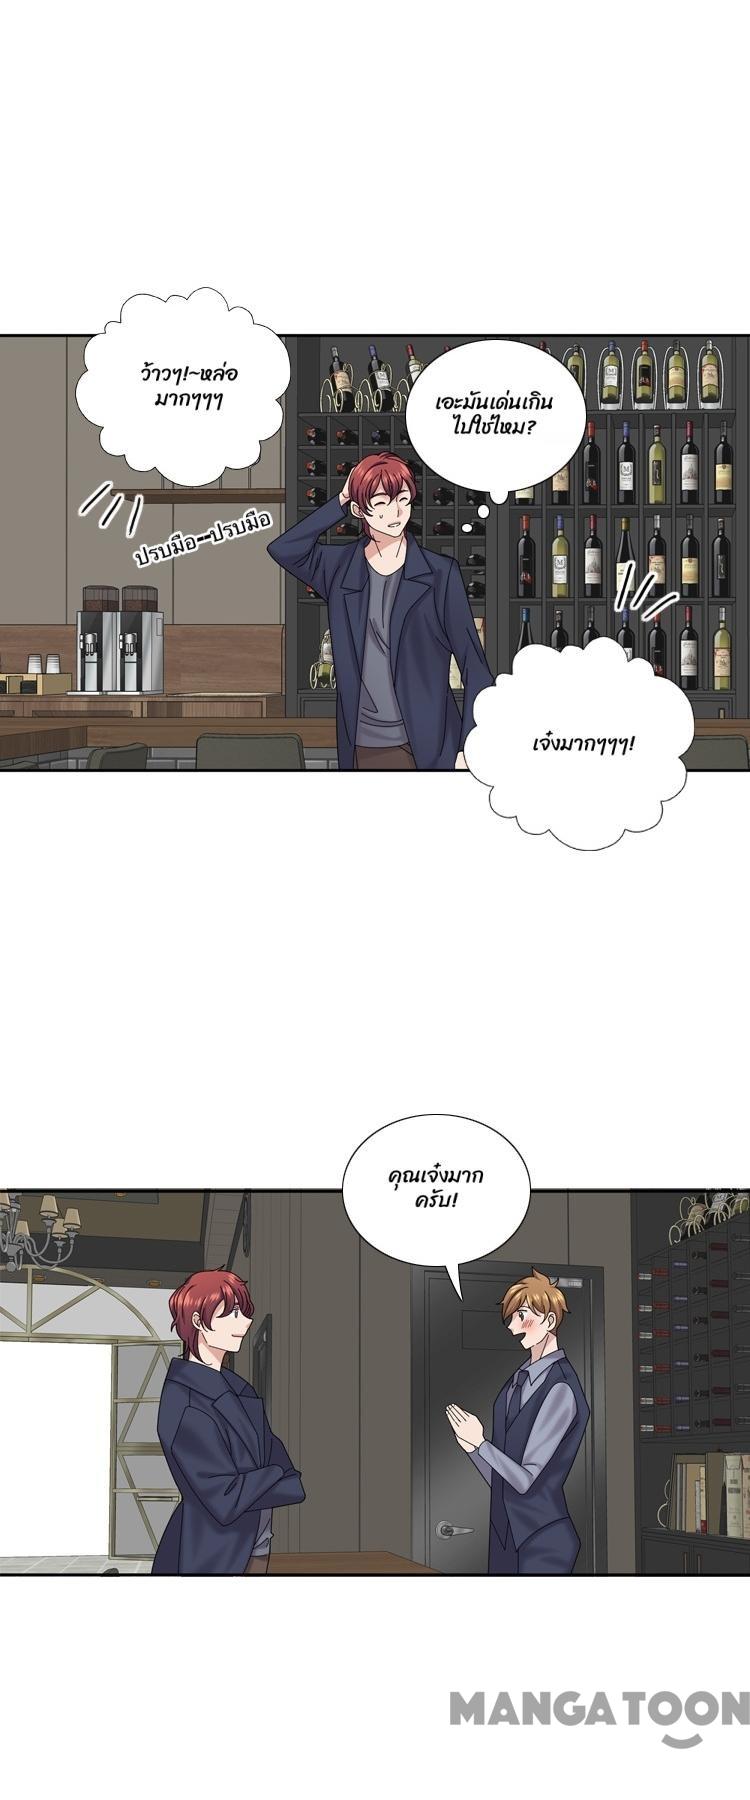 ว้าวๆ!~หล่อ
มากๆๆๆ
เอะมันเด่นเกิน
ไปใช่ไหม?
ปรบมือ--ปรบมือ
เจ๋งมากๆๆๆ!
คุณเจ๋งมาก
ครับ!
MANGATOON